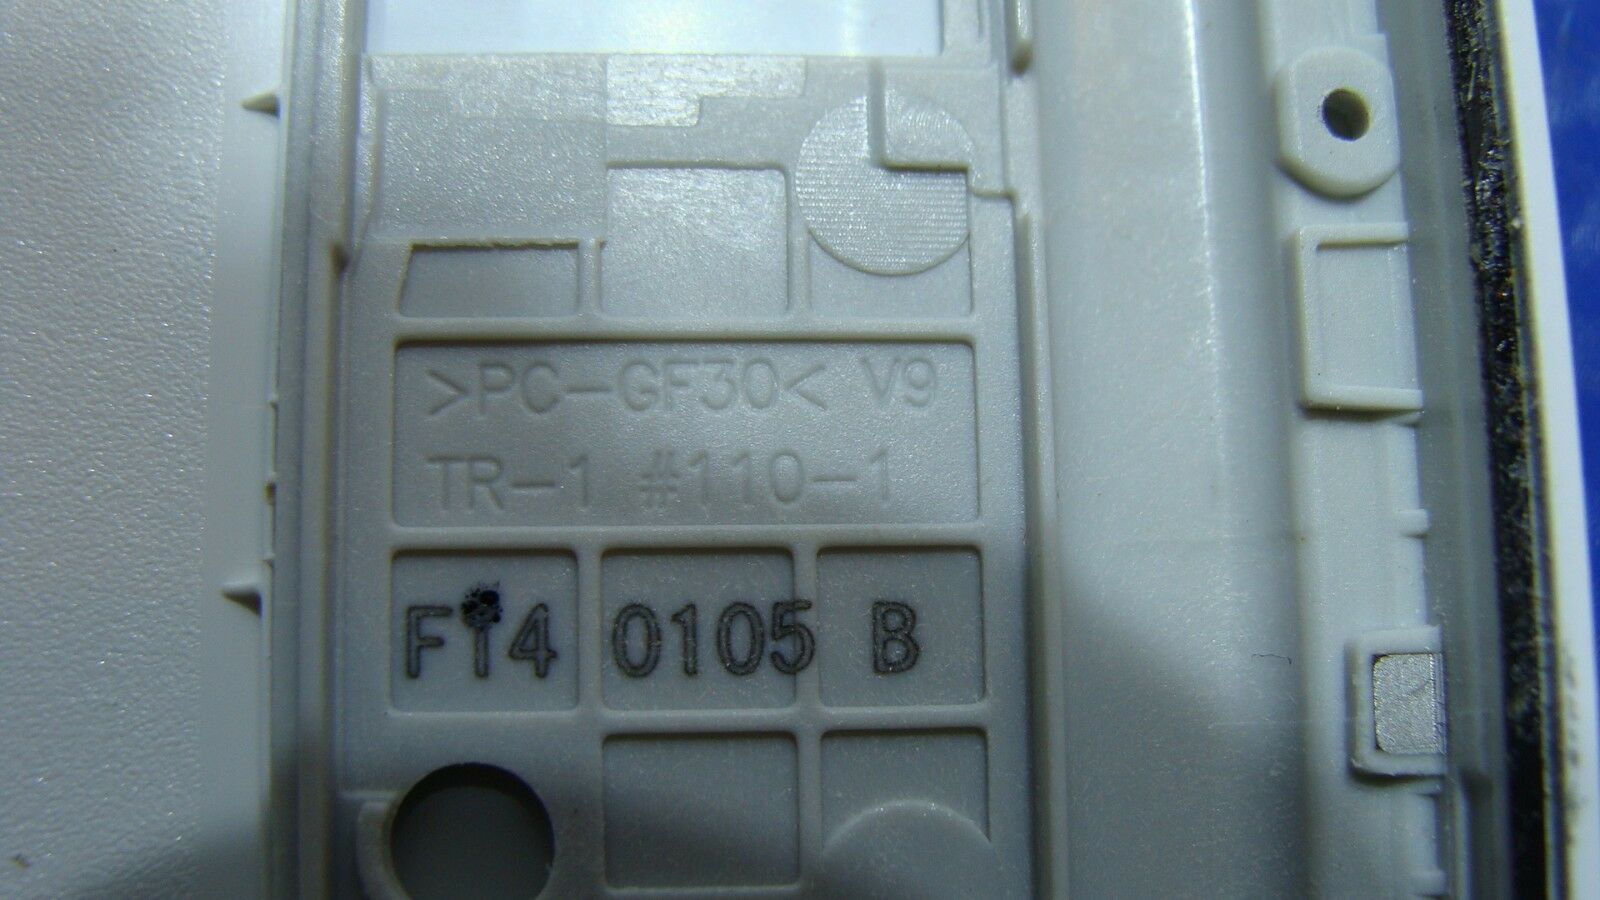 >PC-GF30< V9
TR-1 #110-1
F14 0105 B